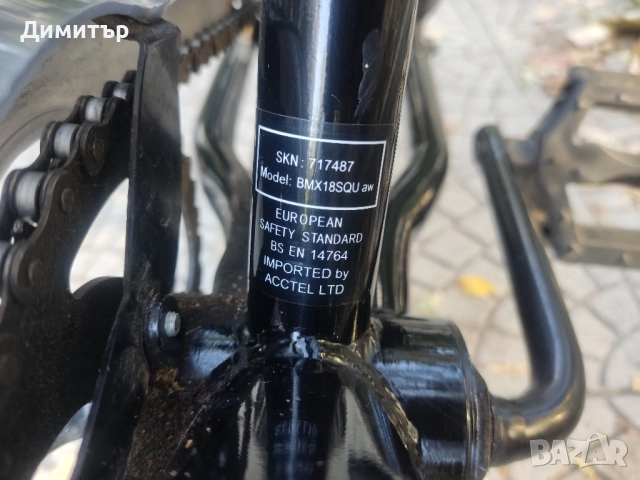 Димитър
SKN: 717487
Model: BMX18SQU aw
EUROPEAN
SAFETY STANDARD
BS EN 14764
IMPORTED by
ACCTEL LTD
BAZAR